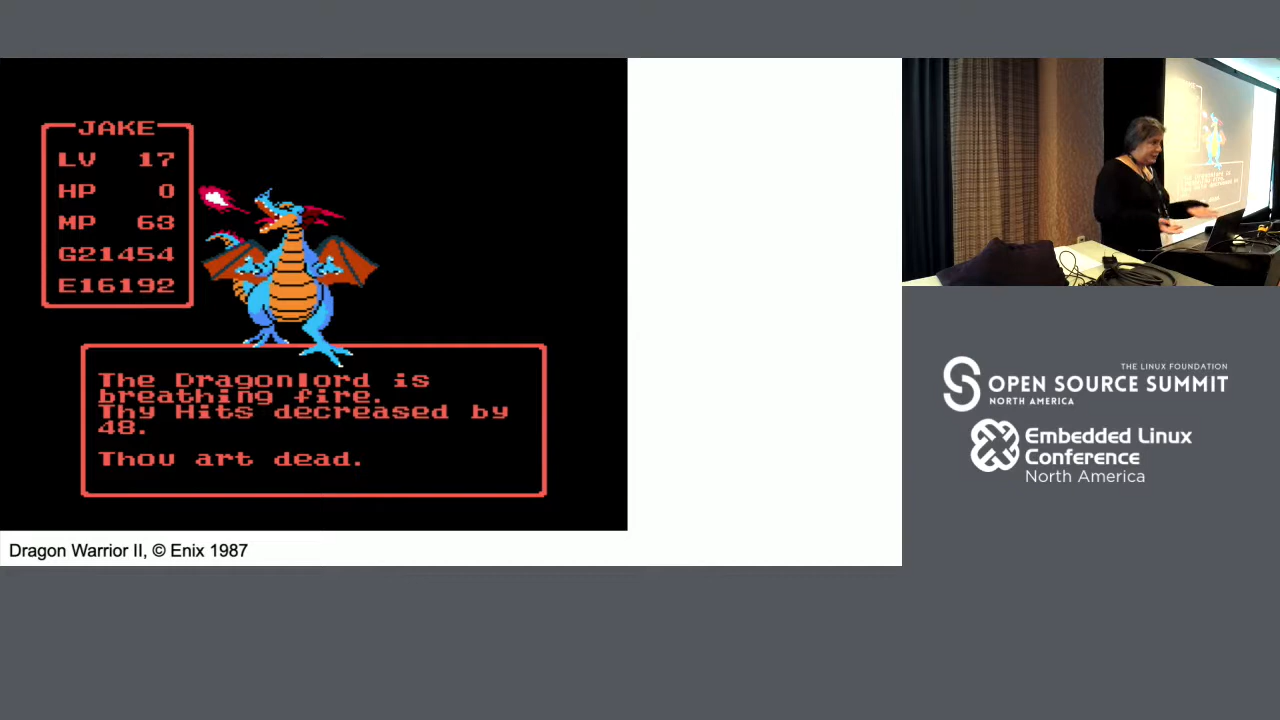 JAKE
LV 17
HP 0
MP 63
G21454
E16192
The Dragonlord is
breathing fire.
Thy Hits decreased by
48.
Thou art dead.
Dragon Warrior II, © Enix 1987
THE LINUX FOUNDATION
OPEN SOURCE SUMMIT
NORTH AMERICA
Embedded Linux
Conference
North America